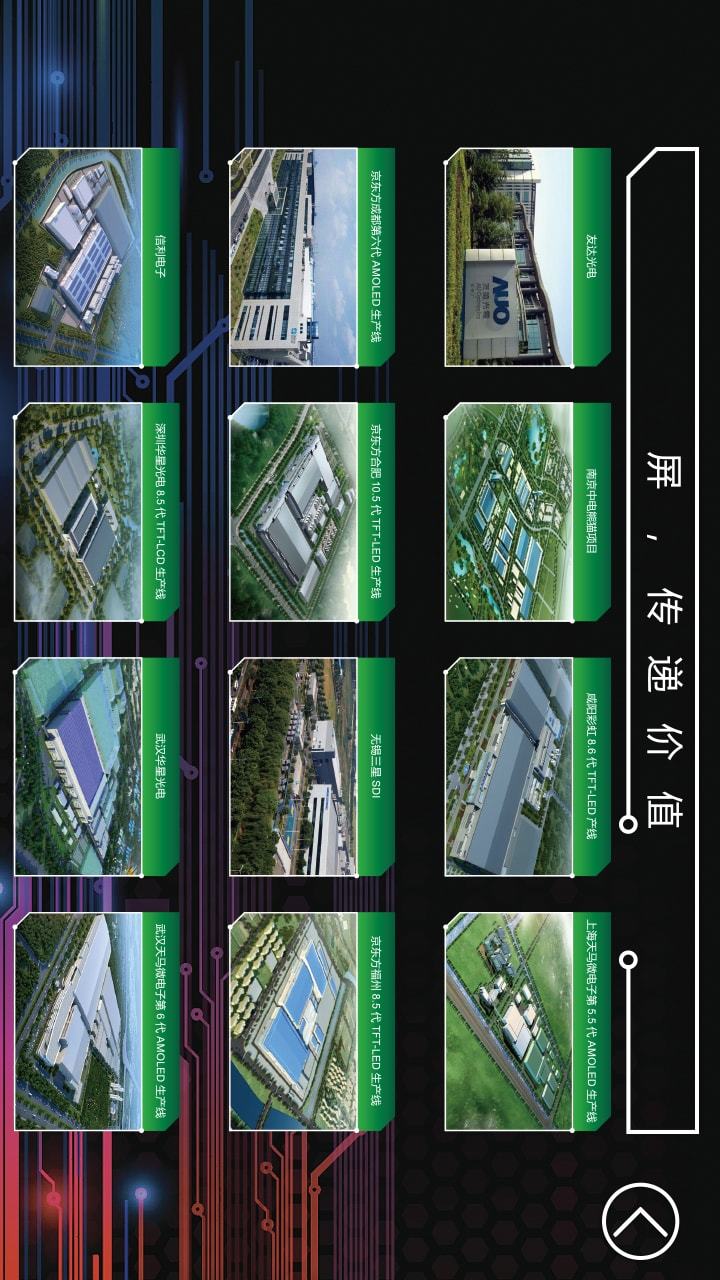 屏，传递价值
友达光电
AUO
友達光電
南京中电熊猫项目
咸阳彩虹 8.6 代 TFT-LED 产线
上海天马微电子第 5.5 代 AMOLED 生产线
京东方成都第六代 AMOLED 生产线
京东方合肥 10.5 代 TFT-LED 生产线
无锡三星 SDI
京东方福州 8.5 代 TFT-LED 生产线
信利电子
深圳华星光电 8.5 代 TFT-LCD 生产线
武汉华星光电
武汉天马微电子第 6 代 AMOLED 生产线